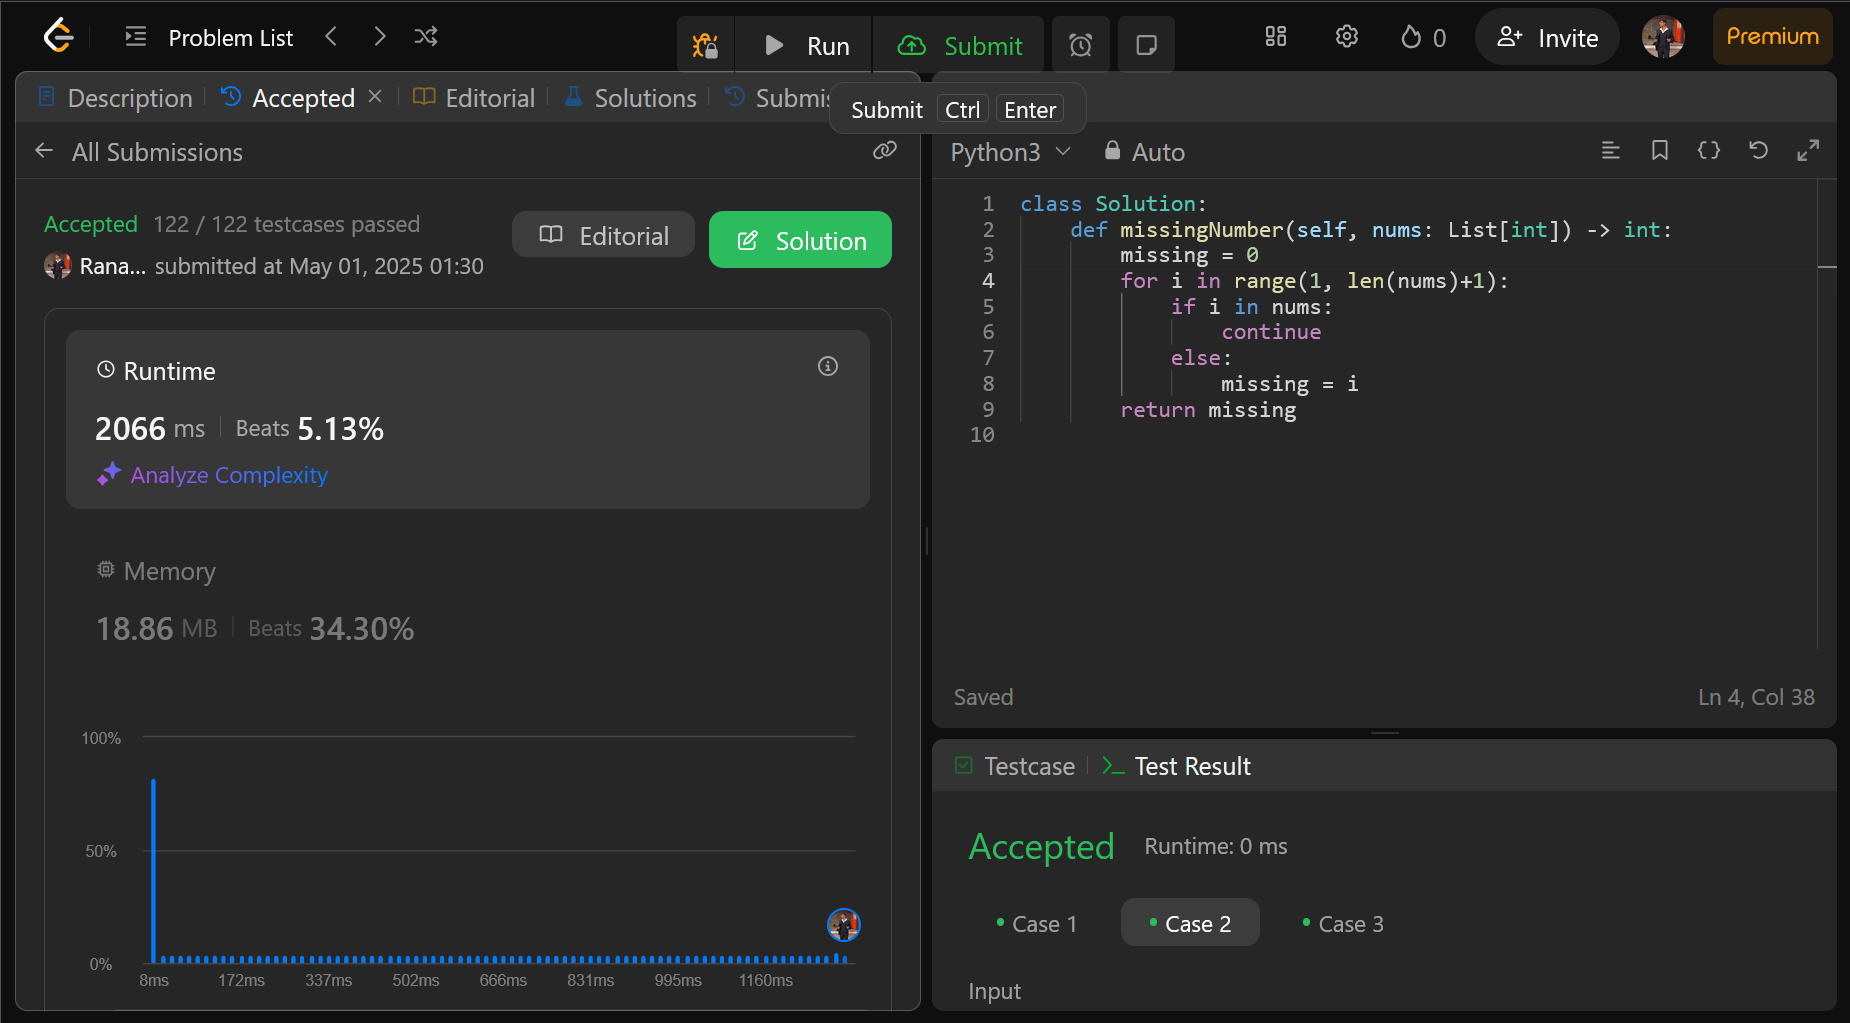 Problem List
Run
Submit
0
Invite
Premium
Description
Accepted
Editorial
Solutions
Submis
Submit Ctrl Enter
All Submissions
Accepted 122 / 122 testcases passed
Rana... submitted at May 01, 2025 01:30
Editorial
Solution
Runtime
2066 ms Beats 5.13%
Analyze Complexity
Memory
18.86 MB Beats 34.30%
100%
50%
0%
8ms 172ms 337ms 502ms 666ms 831ms 995ms 1160ms
Python3 Auto
1 class Solution:
2 def missingNumber(self, nums: List[int]) -> int:
3 missing = 0
4 for i in range(1, len(nums)+1):
5 if i in nums:
6 continue
7 else:
8 missing = i
9 return missing
10
Saved
Ln 4, Col 38
Testcase
>_ Test Result
Accepted Runtime: 0 ms
Case 1 Case 2 Case 3
Input